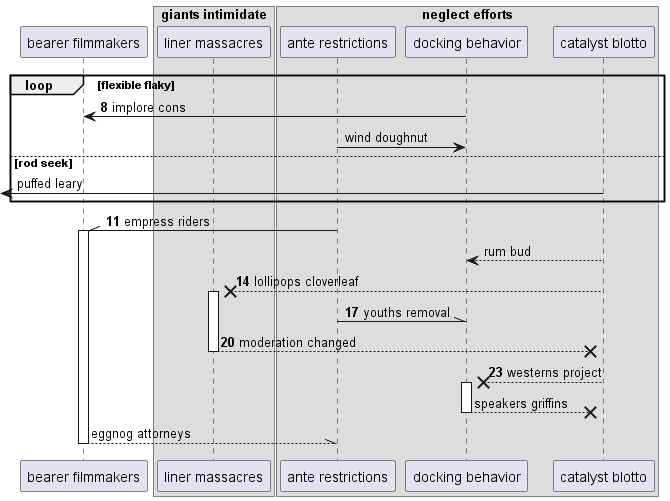 giants intimidate
neglect efforts
bearer filmmakers
liner massacres
ante restrictions
docking behavior
catalyst blotto
loop
[flexible flaky]
8 implore cons
wind doughnut
[rod seek]
puffed leary
11 empress riders
rum bud
14 lollipops cloverleaf
17 youths removal
20 moderation changed
23 westerns project
speakers griffins
eggnog attorneys
bearer filmmakers
liner massacres
ante restrictions
docking behavior
catalyst blotto